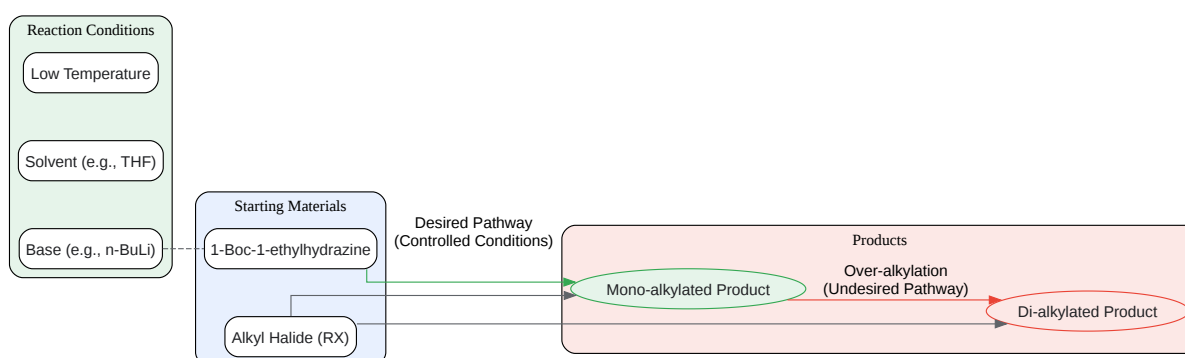 Reaction Conditions
Low Temperature
Solvent (e.g., THF)
Base (e.g., n-BuLi)
Starting Materials
1-Boc-1-ethylhydrazine
Alkyl Halide (RX)
Desired Pathway
(Controlled Conditions)
Products
Mono-alkylated Product
Over-alkylation
(Undesired Pathway)
Di-alkylated Product